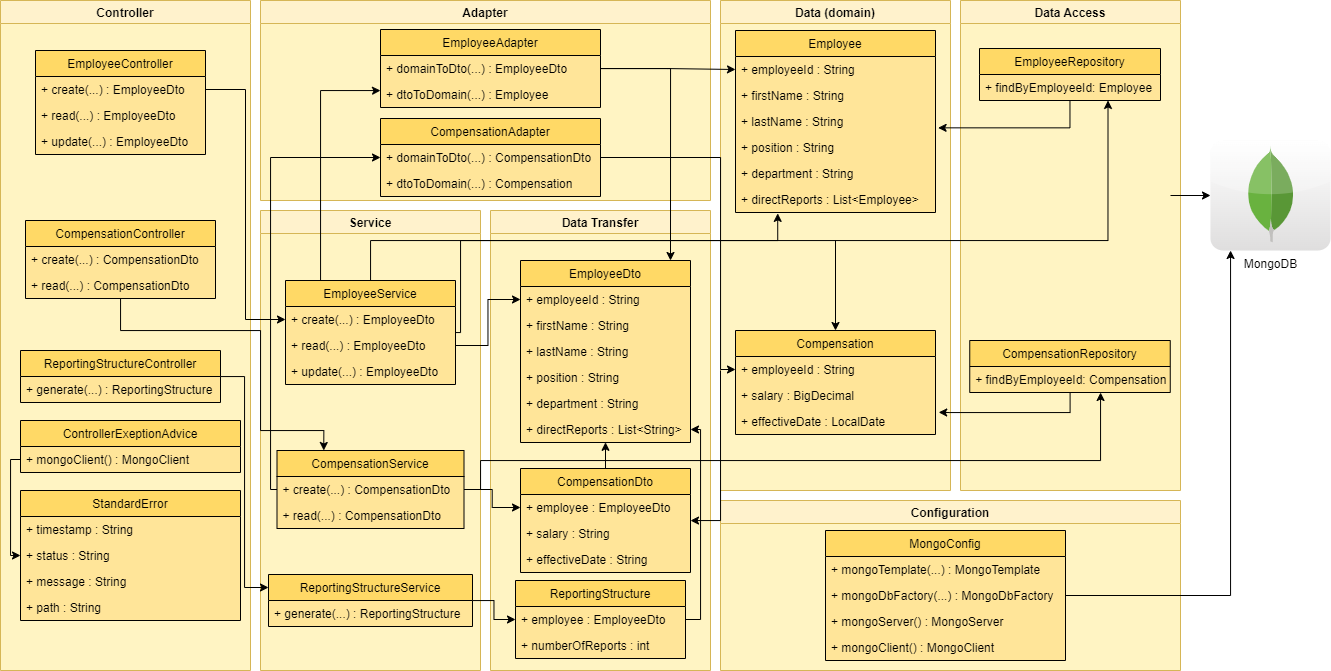 Controller
EmployeeController
+ create(...) : EmployeeDto
+ read(...) : EmployeeDto
+ update(...) : EmployeeDto
CompensationController
+ create(...) : CompensationDto
+ read(...) : CompensationDto
ReportingStructureController
+ generate(...) : ReportingStructure
ControllerExeptionAdvice
+ mongoClient() : MongoClient
StandardError
+ timestamp : String
+ status : String
+ message : String
+ path : String
Adapter
EmployeeAdapter
+ domainToDto(...) : EmployeeDto
+ dtoToDomain(...) : Employee
CompensationAdapter
+ domainToDto(...) : CompensationDto
+ dtoToDomain(...) : Compensation
Service
EmployeeService
+ create(...) : EmployeeDto
+ read(...) : EmployeeDto
+ update(...) : EmployeeDto
CompensationService
+ create(...) : CompensationDto
+ read(...) : CompensationDto
ReportingStructureService
+ generate(...) : ReportingStructure
Data Transfer
EmployeeDto
+ employeeId : String
+ firstName : String
+ lastName : String
+ position : String
+ department : String
+ directReports : List<String>
CompensationDto
+ employee : EmployeeDto
+ salary : String
+ effectiveDate : String
ReportingStructure
+ employee : EmployeeDto
+ numberOfReports : int
Data (domain)
Employee
+ employeeId : String
+ firstName : String
+ lastName : String
+ position : String
+ department : String
+ directReports : List<Employee>
Compensation
+ employeeId : String
+ salary : BigDecimal
+ effectiveDate : LocalDate
Data Access
EmployeeRepository
+ findByEmployeeId: Employee
CompensationRepository
+ findByEmployeeId: Compensation
Configuration
MongoConfig
+ mongoTemplate(...) : MongoTemplate
+ mongoDbFactory(...) : MongoDbFactory
+ mongoServer() : MongoServer
+ mongoClient() : MongoClient
MongoDB